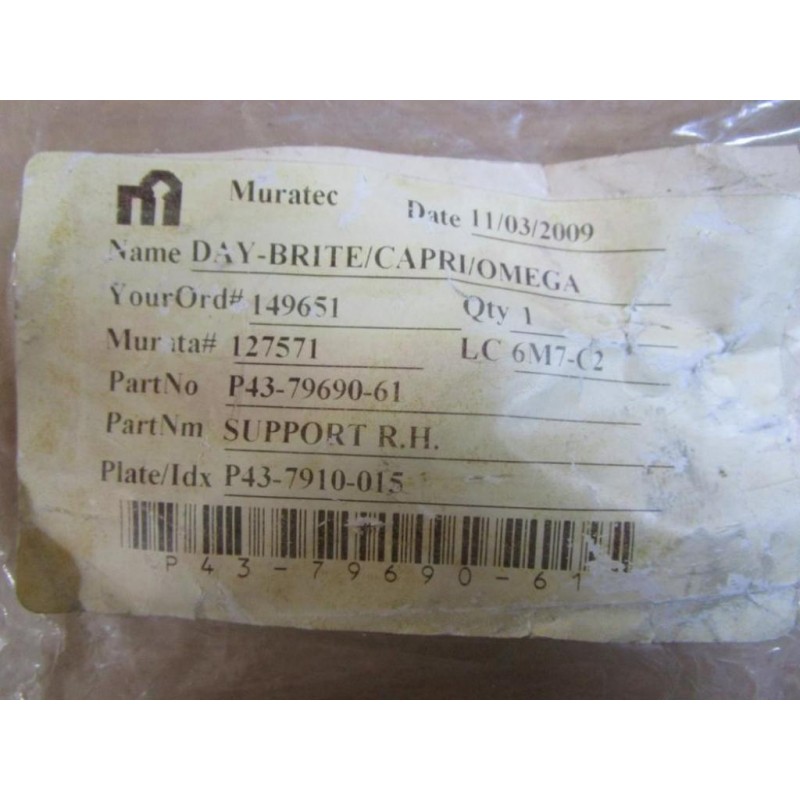 Muratec Date 11/03/2009
Name DAY-BRITE/CAPRI/OMEGA
YourOrd# 149651 Qty 1
Murata# 127571 LC 6M7-C2
PartNo P43-79690-61
PartNm SUPPORT R.H.
Plate/Idx P43-7910-015
P43-79690-61